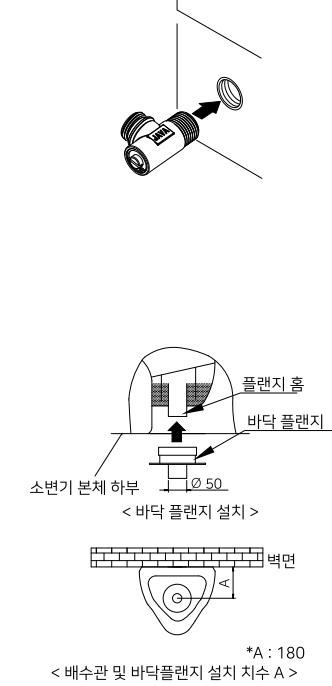 JAVA
플랜지 홈
바닥 플랜지
소변기 본체 하부
Ø 50
< 바닥 플랜지 설치 >
벽면
A
*A : 180
< 배수관 및 바닥플랜지 설치 치수 A >